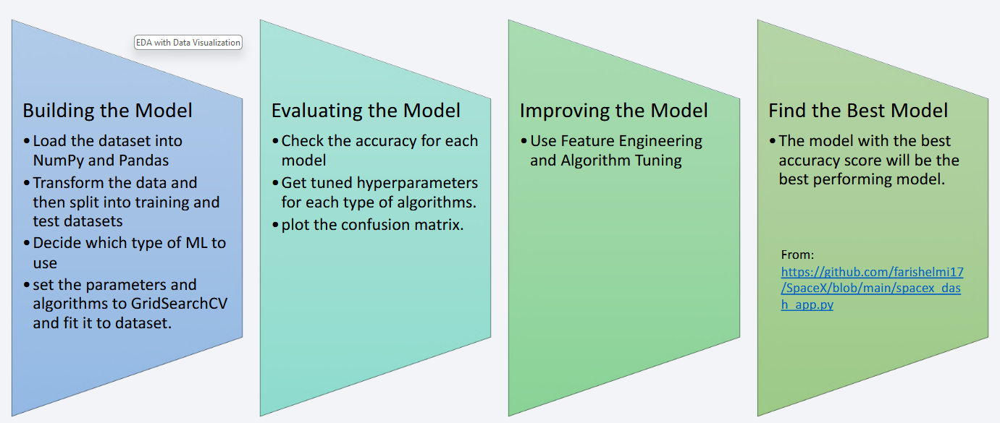 EDA with Data Visualization
Building the Model
•Load the dataset into
NumPy and Pandas
•Transform the data and
then split into training and
test datasets
•Decide which type of ML to
use
•set the parameters and
algorithms to GridSearchCV
and fit it to dataset.
Evaluating the Model
•Check the accuracy for each
model
•Get tuned hyperparameters
for each type of algorithms.
•plot the confusion matrix.
Improving the Model
•Use Feature Engineering
and Algorithm Tuning
Find the Best Model
•The model with the best
accuracy score will be the
best performing model.
From:
https://github.com/farishelmi17
/SpaceX/blob/main/spacex_das
h_app.py